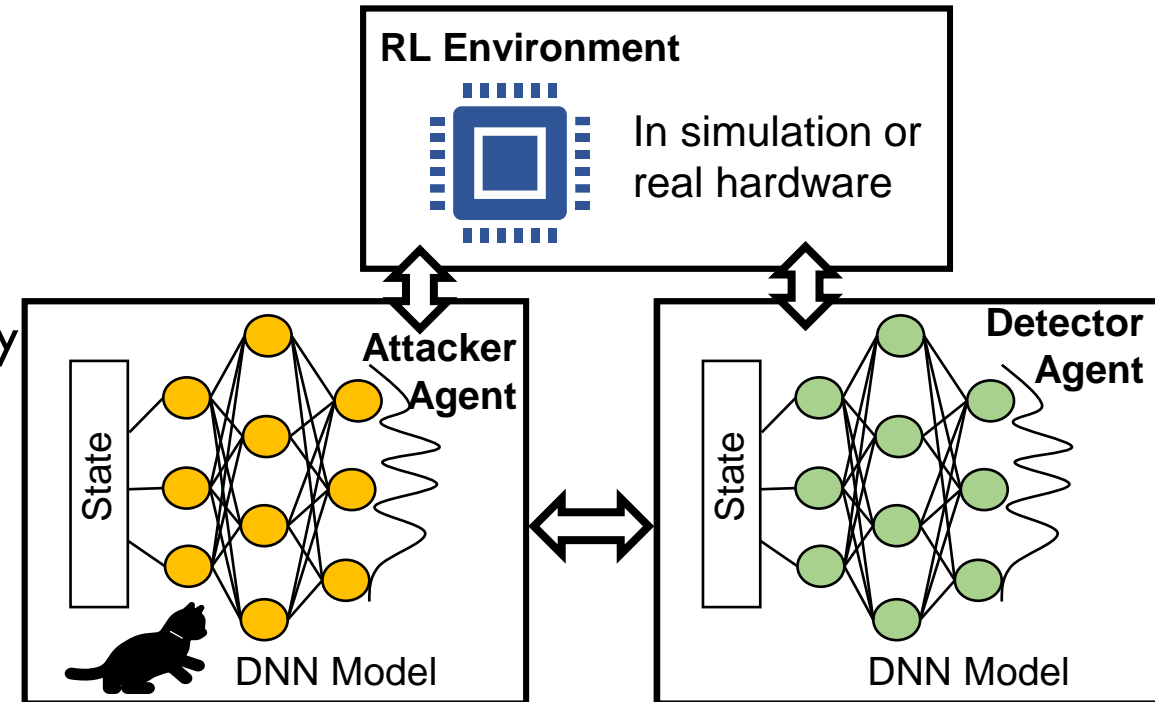 RL Environment
In simulation or
real hardware
y
Attacker
Agent
State
DNN Model
Detector
Agent
State
DNN Model